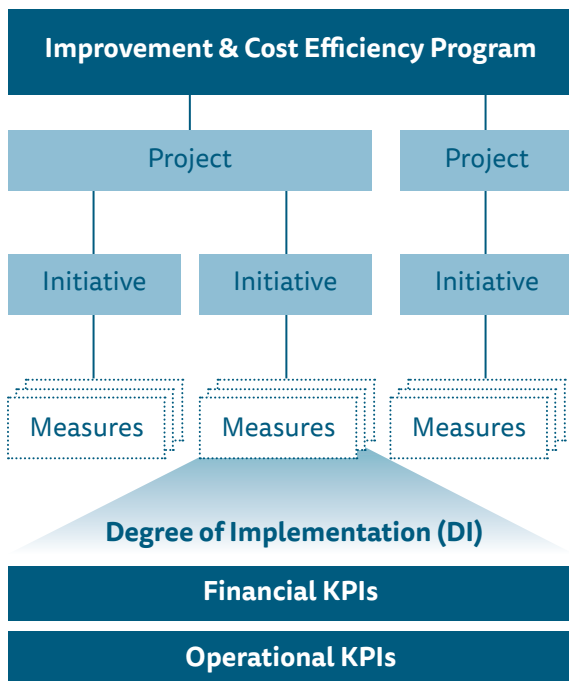 Improvement & Cost Efficiency Program
Project
Project
Initiative
Initiative
Initiative
Measures
Measures
Measures
Degree of Implementation (DI)
Financial KPIs
Operational KPIs